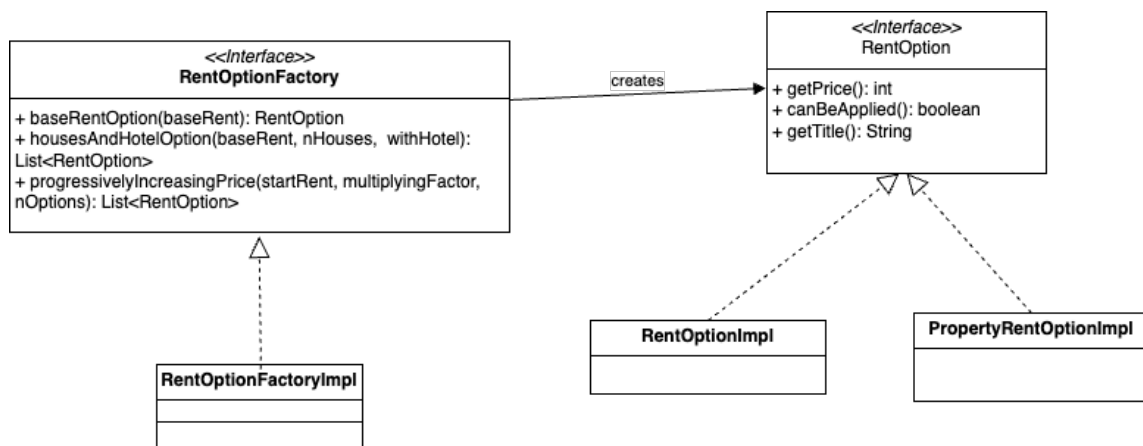 <<Interface>>
RentOptionFactory
+ baseRentOption(baseRent): RentOption
+ housesAndHotelOption(baseRent, nHouses, withHotel):
List<RentOption>
+ progressivelyIncreasingPrice(startRent, multiplyingFactor,
nOptions): List<RentOption>
creates
<<Interface>>
RentOption
+ getPrice(): int
+ canBeApplied(): boolean
+ getTitle(): String
RentOptionFactoryImpl
RentOptionImpl
PropertyRentOptionImpl